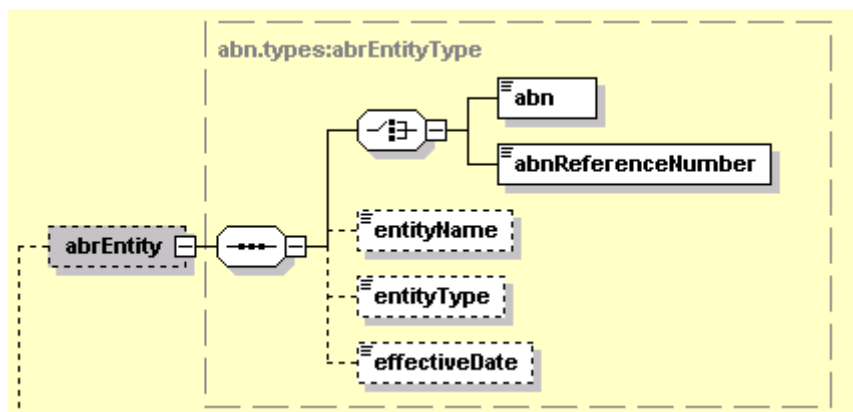 abn.types:abrEntityType
abn
abnReferenceNumber
abrEntity
entityName
entityType
effectiveDate